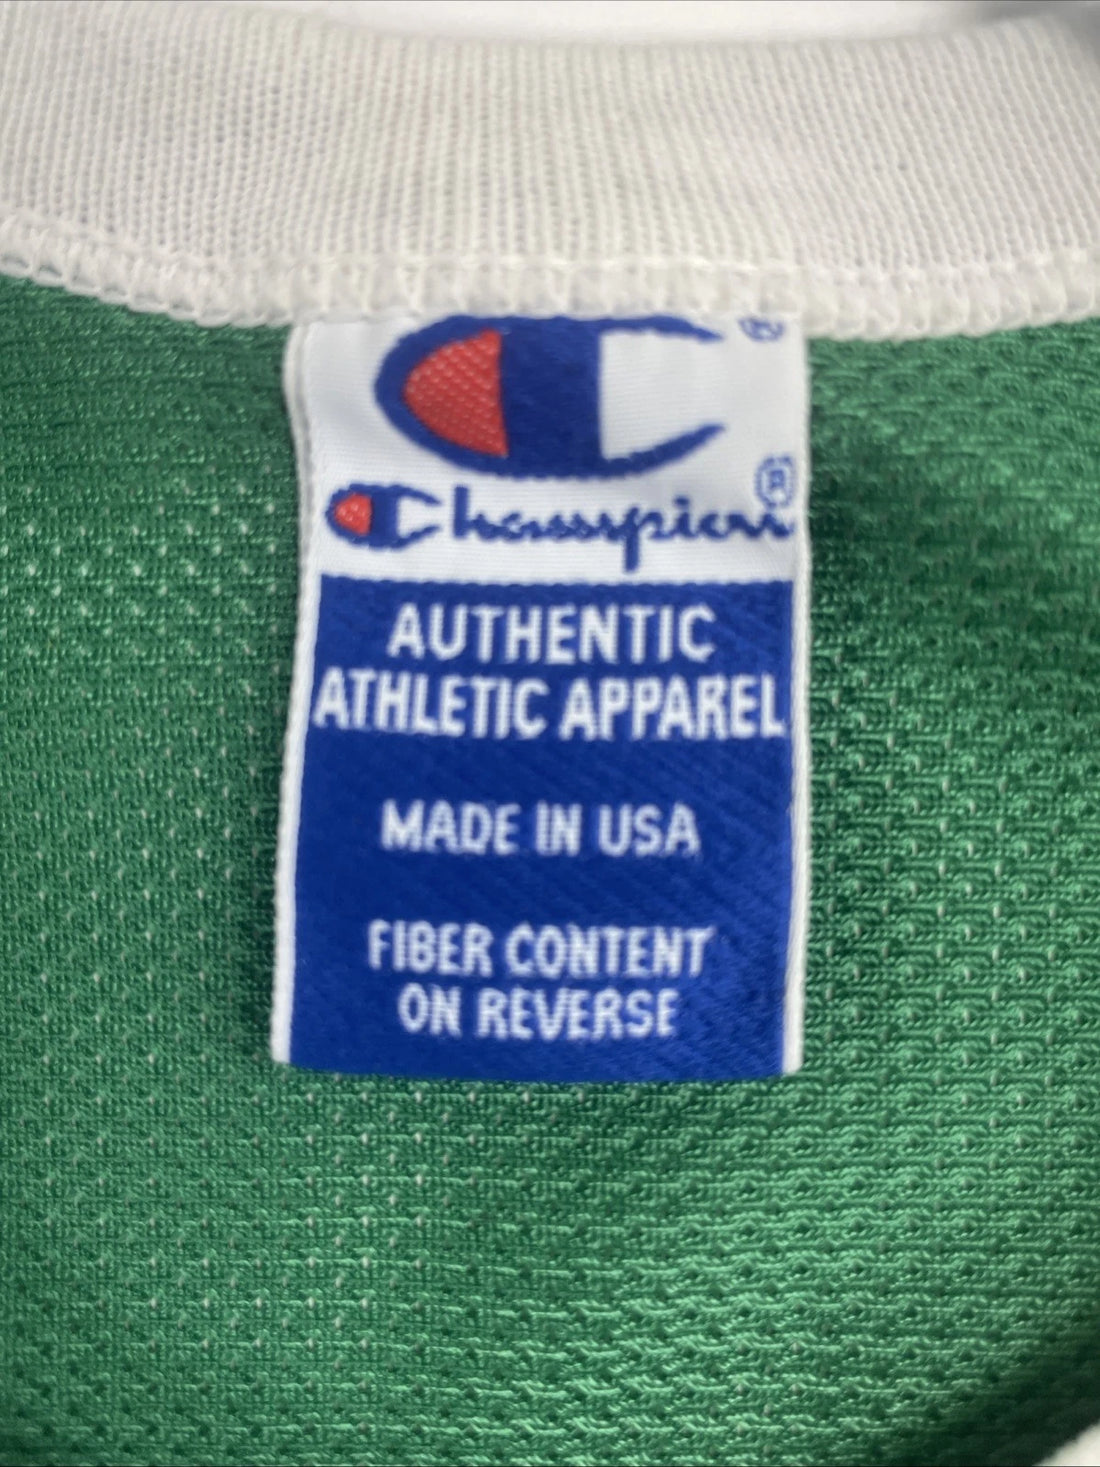 ®
Champion®
AUTHENTIC
ATHLETIC APPAREL
MADE IN USA
FIBER CONTENT
ON REVERSE